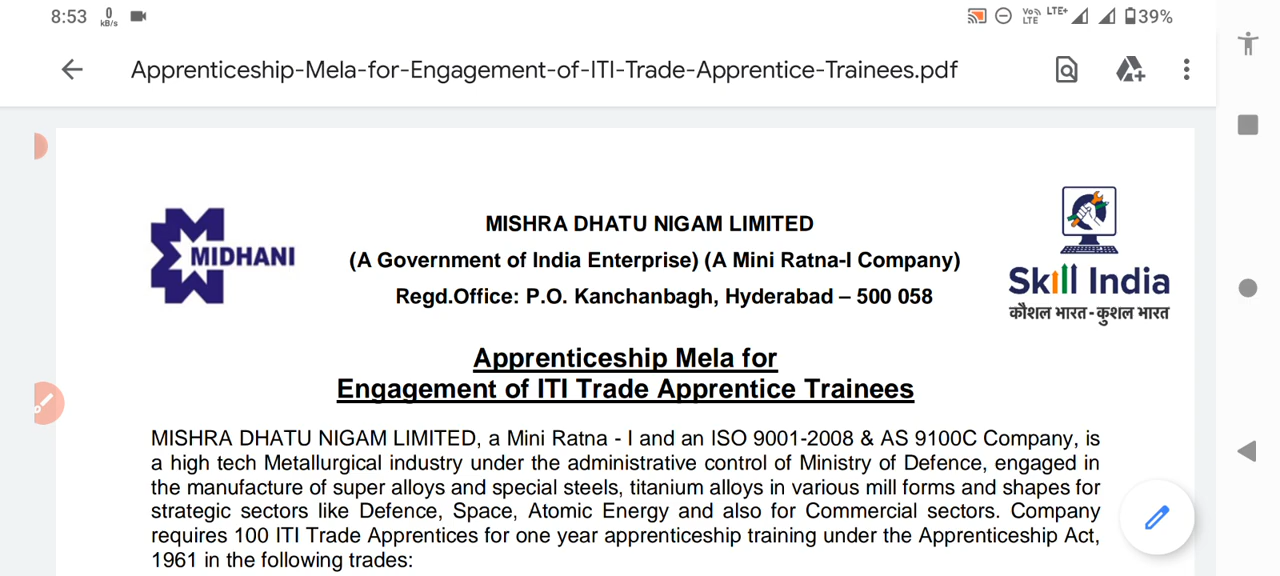 8:53 0 kB/s Vo LTE LTE+ 39%
Apprenticeship-Mela-for-Engagement-of-ITI-Trade-Apprentice-Trainees.pdf
MIDHANI
MISHRA DHATU NIGAM LIMITED
(A Government of India Enterprise) (A Mini Ratna-I Company)
Regd.Office: P.O. Kanchanbagh, Hyderabad – 500 058
Skill India
कौशल भारत - कुशल भारत
Apprenticeship Mela for
Engagement of ITI Trade Apprentice Trainees
MISHRA DHATU NIGAM LIMITED, a Mini Ratna - I and an ISO 9001-2008 & AS 9100C Company, is
a high tech Metallurgical industry under the administrative control of Ministry of Defence, engaged in
the manufacture of super alloys and special steels, titanium alloys in various mill forms and shapes for
strategic sectors like Defence, Space, Atomic Energy and also for Commercial sectors. Company
requires 100 ITI Trade Apprentices for one year apprenticeship training under the Apprenticeship Act,
1961 in the following trades: